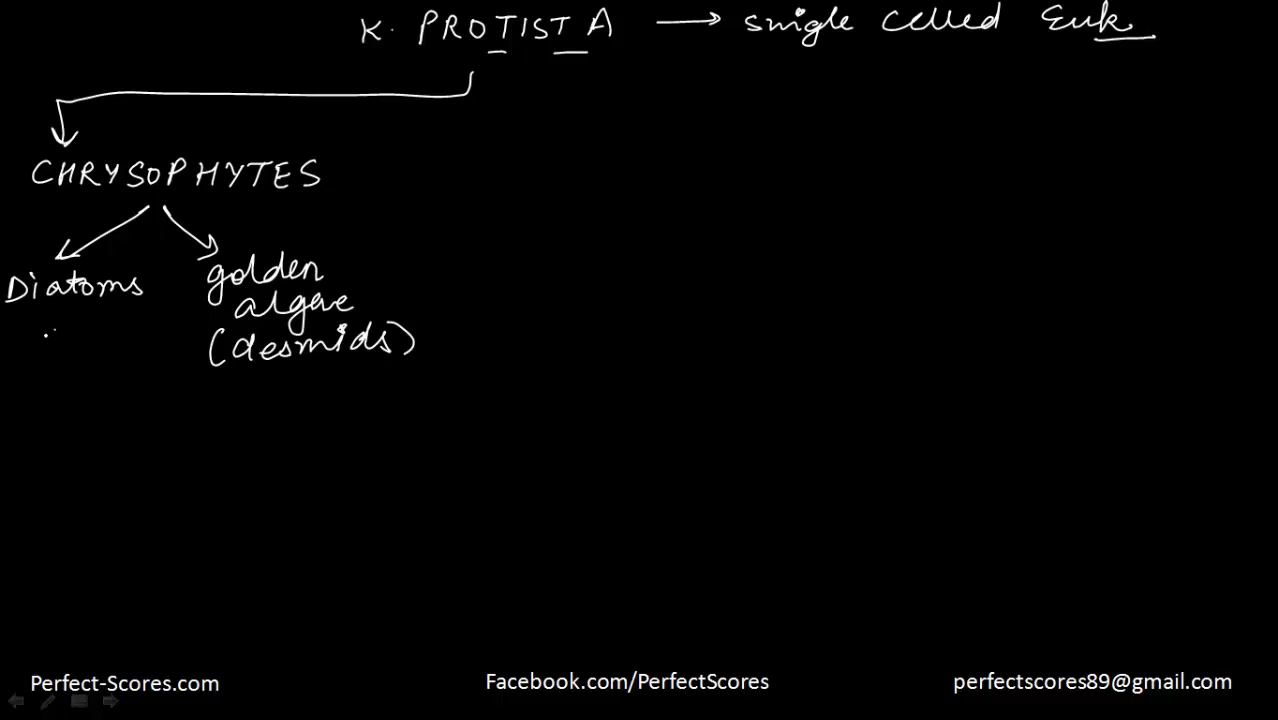 K. PROTISTA → single celled Euk
CHRYSOPHYTES
Diatoms
golden
algae
(desmids)
Perfect-Scores.com
Facebook.com/PerfectScores
perfectscores89@gmail.com